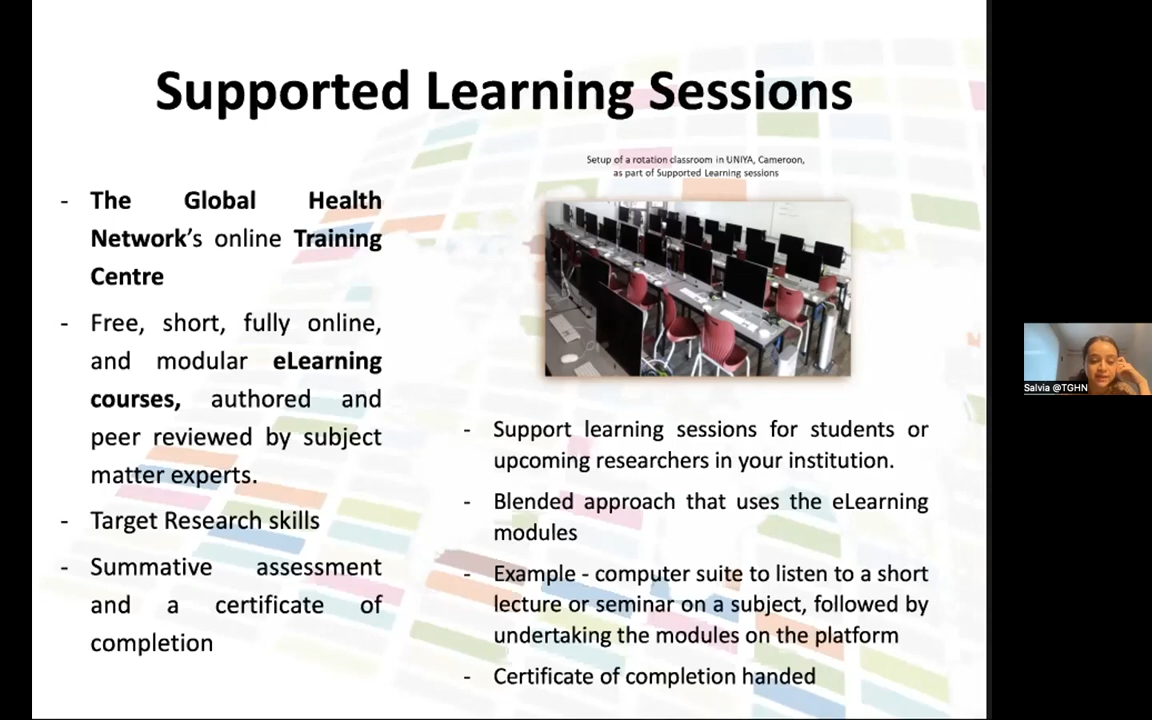 Supported Learning Sessions
- The Global Health
Network's online Training
Centre
- Free, short, fully online,
and modular eLearning
courses, authored and
peer reviewed by subject
matter experts.
- Target Research skills
- Summative assessment
and a certificate of
completion
Setup of a rotation classroom in UNIYA, Cameroon,
as part of Supported Learning sessions
- Support learning sessions for students or
upcoming researchers in your institution.
- Blended approach that uses the eLearning
modules
- Example - computer suite to listen to a short
lecture or seminar on a subject, followed by
undertaking the modules on the platform
- Certificate of completion handed
Salvia @TGHN